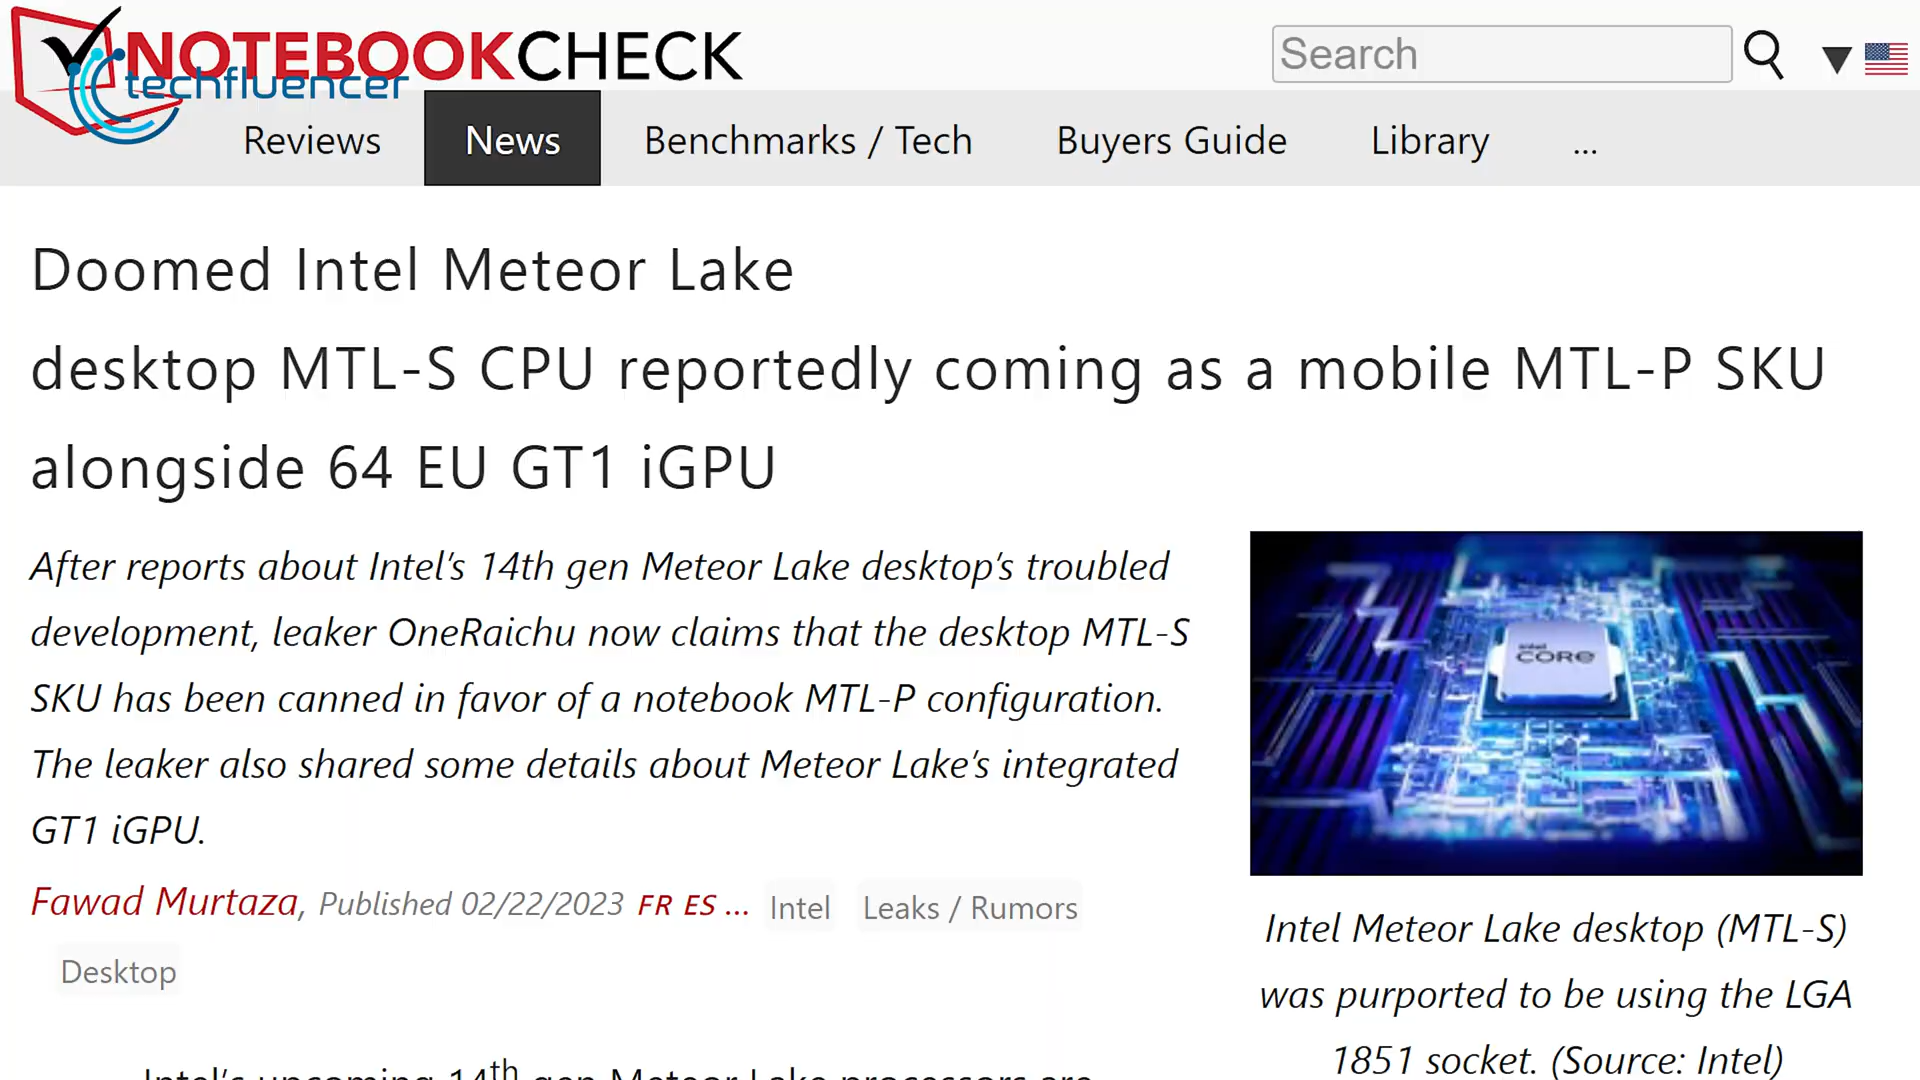 NOTEBOOKCHECK
techfluencer
Search
Reviews News Benchmarks / Tech Buyers Guide Library ...
Doomed Intel Meteor Lake
desktop MTL-S CPU reportedly coming as a mobile MTL-P SKU
alongside 64 EU GT1 iGPU
After reports about Intel’s 14th gen Meteor Lake desktop’s troubled
development, leaker OneRaichu now claims that the desktop MTL-S
SKU has been canned in favor of a notebook MTL-P configuration.
The leaker also shared some details about Meteor Lake’s integrated
GT1 iGPU.
Fawad Murtaza, Published 02/22/2023 FR ES ... Intel Leaks / Rumors
Desktop
intel
CORE
Intel Meteor Lake desktop (MTL-S)
was purported to be using the LGA
1851 socket. (Source: Intel)
Intel’s upcoming 14th gen Meteor Lake processors are